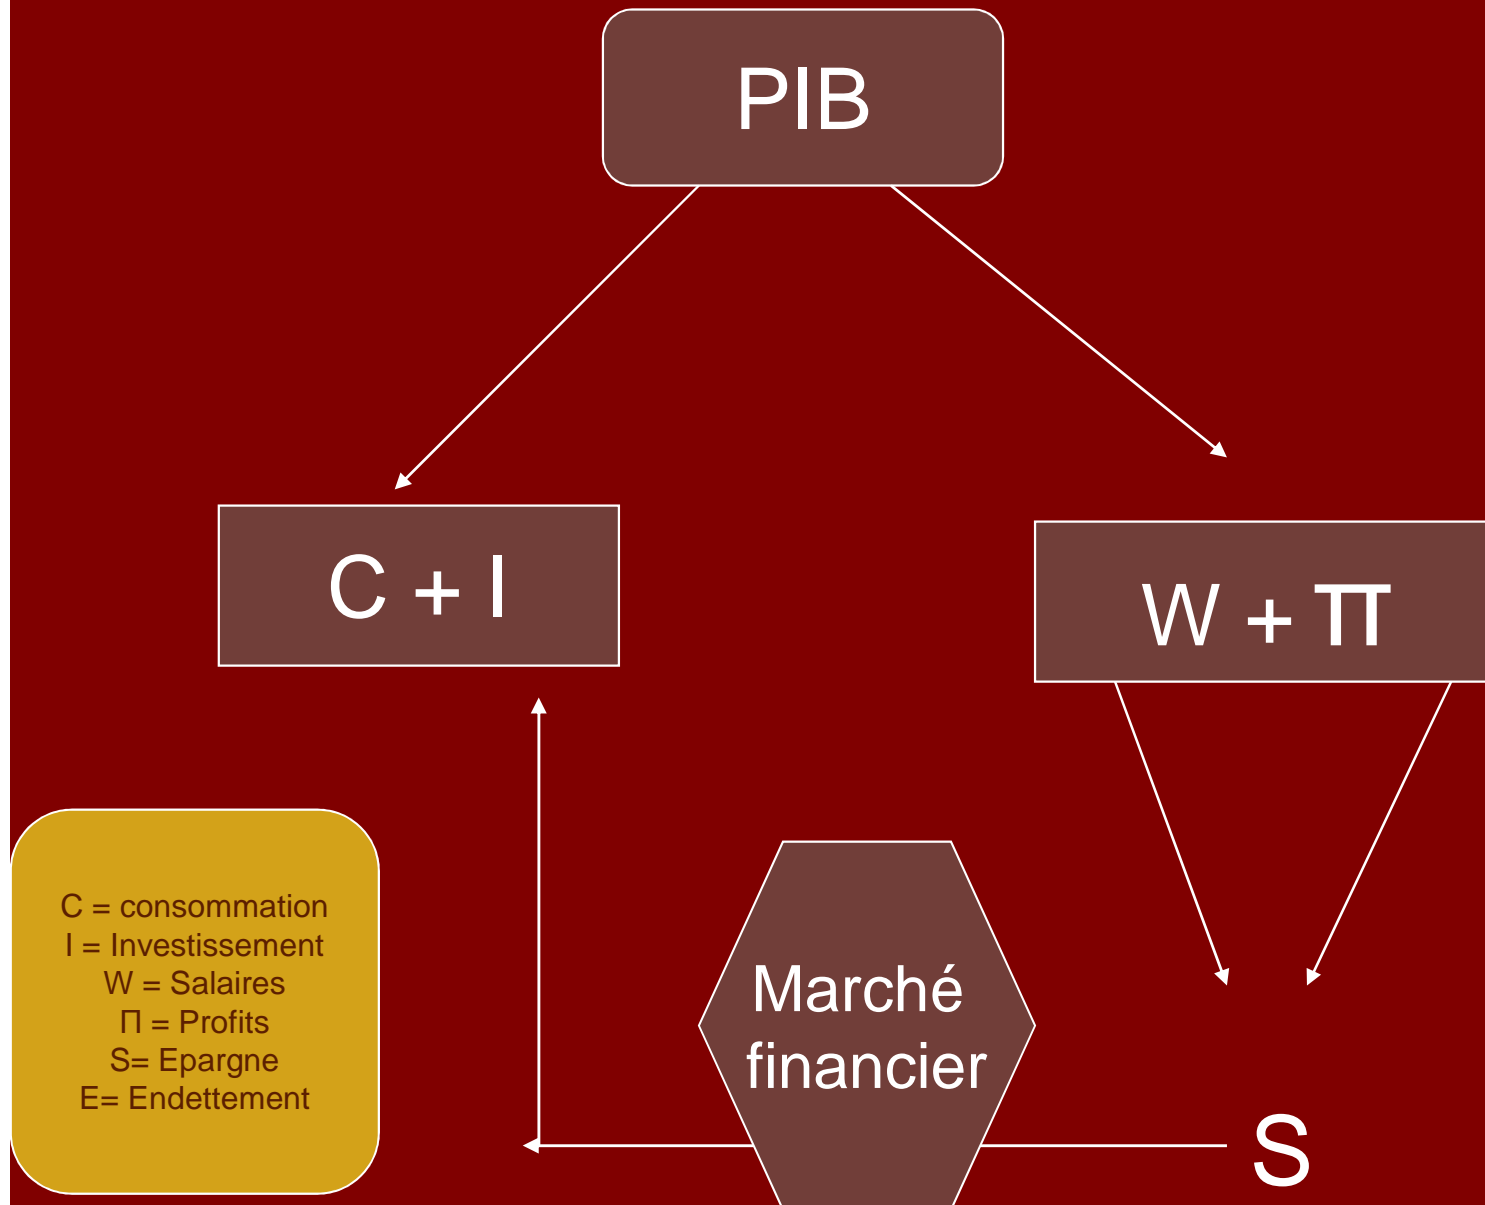 PIB
C + I
W + Π
C = consommation
I = Investissement
W = Salaires
Π = Profits
S= Epargne
E= Endettement
Marché
financier
S